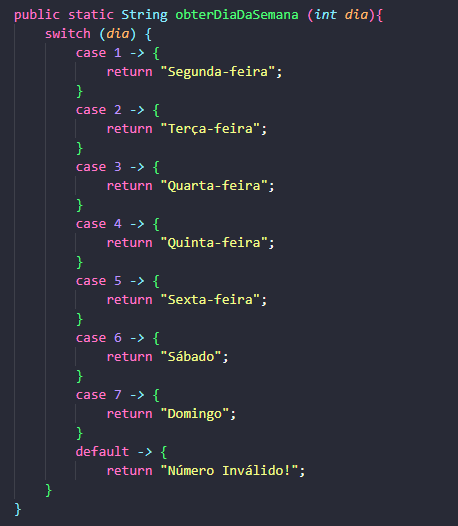 public static String obterDiaDaSemana (int dia){
    switch (dia) {
        case 1 -> {
            return "Segunda-feira";
        }
        case 2 -> {
            return "Terça-feira";
        }
        case 3 -> {
            return "Quarta-feira";
        }
        case 4 -> {
            return "Quinta-feira";
        }
        case 5 -> {
            return "Sexta-feira";
        }
        case 6 -> {
            return "Sábado";
        }
        case 7 -> {
            return "Domingo";
        }
        default -> {
            return "Número Inválido!";
    }
}